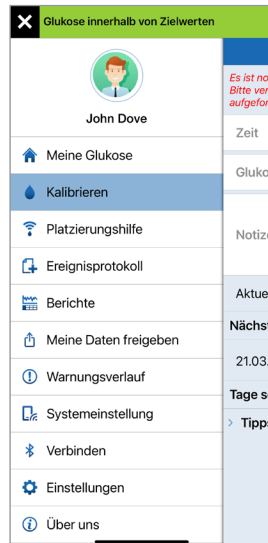 Glukose innerhalb von Zielwerten
John Dove
Meine Glukose
Kalibrieren
Platzierungshilfe
Ereignisprotokoll
Berichte
Meine Daten freigeben
Warnungsverlauf
Systemeinstellung
Verbinden
Einstellungen
Über uns
Es ist no
Bitte ver
aufgefor
Zeit
Gluko
Notiz
Aktue
Nächs
21.03.
Tage s
Tipp